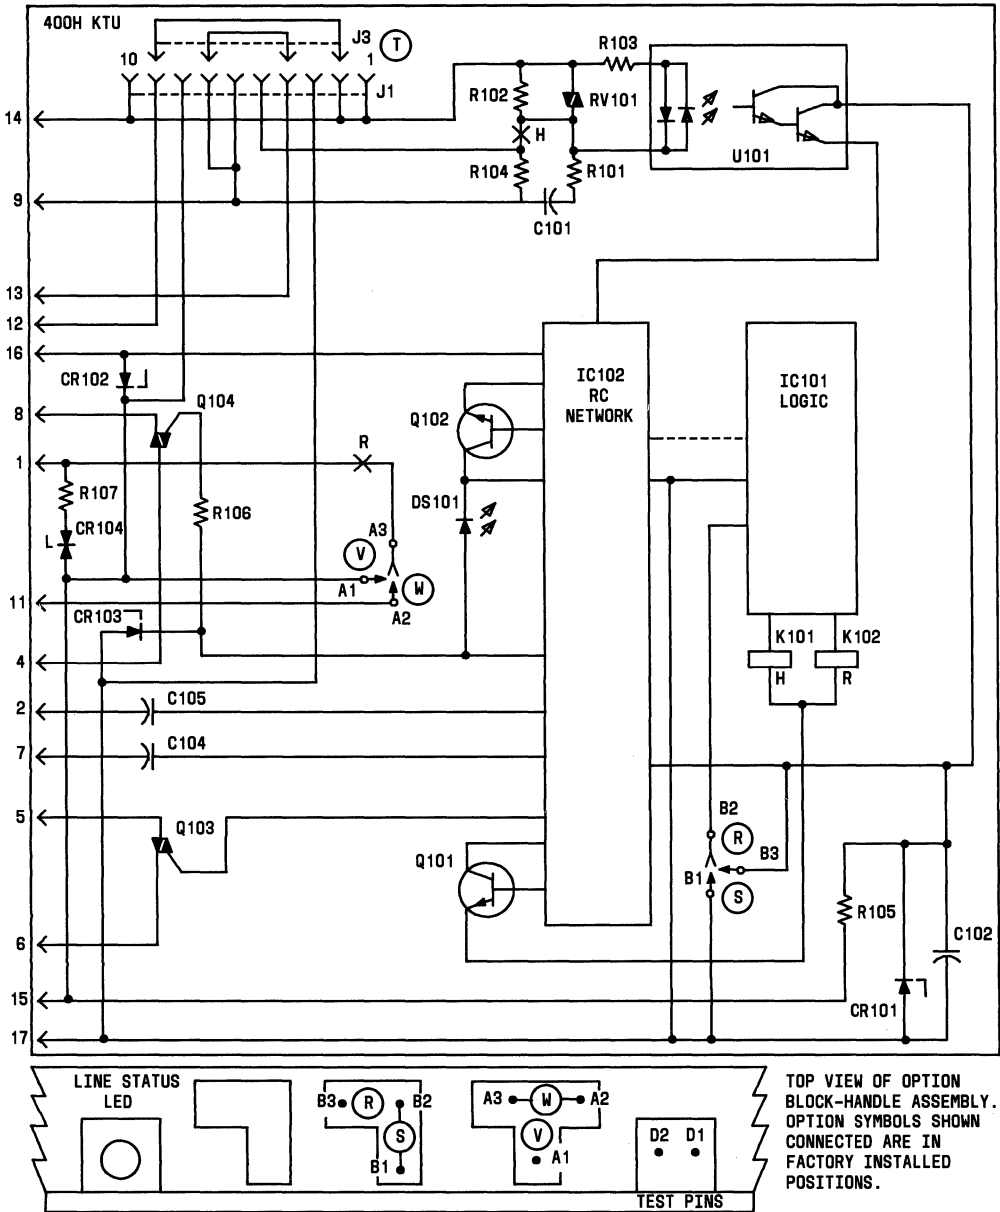 400H KTU
J3
T
10
1
J1
R103
R102
RV101
14
H
U101
R104
R101
9
C101
13
12
16
CR102
IC102
RC
NETWORK
IC101
LOGIC
Q104
8
Q102
R
1
R107
DS101
R106
CR104
L
A3
V
A1
W
11
A2
CR103
K101
K102
4
H
R
C105
2
C104
7
5
Q103
B2
R
B3
Q101
B1
S
R105
6
C102
15
CR101
17
LINE STATUS
LED
B3
R
B2
S
B1
A3
W
A2
V
A1
D2
D1
TEST PINS
TOP VIEW OF OPTION
BLOCK-HANDLE ASSEMBLY.
OPTION SYMBOLS SHOWN
CONNECTED ARE IN
FACTORY INSTALLED
POSITIONS.